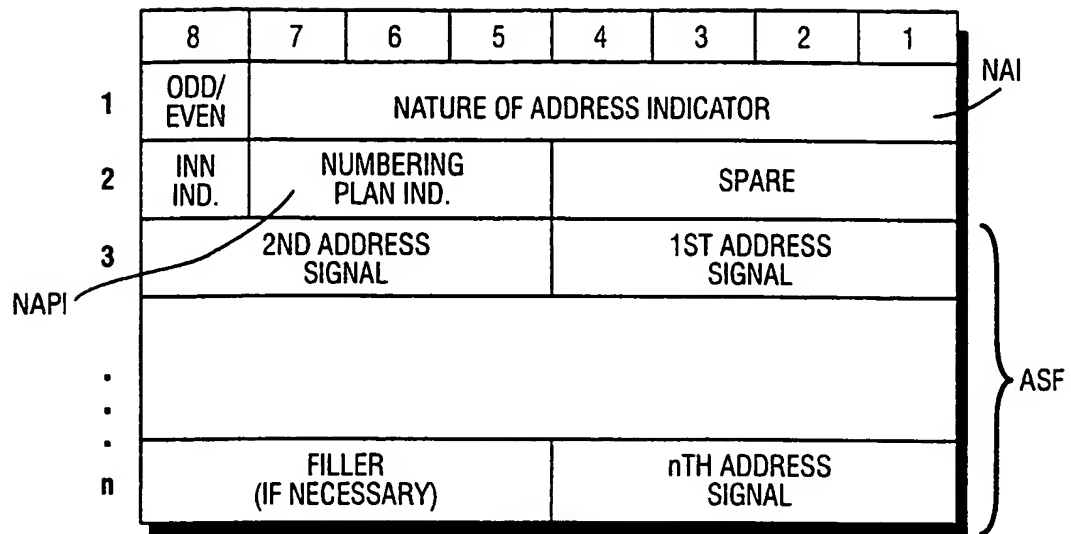 8 7 6 5 4 3 2 1
NAI
1 ODD/ EVEN NATURE OF ADDRESS INDICATOR
2 INN IND. NUMBERING PLAN IND. SPARE
3 2ND ADDRESS SIGNAL 1ST ADDRESS SIGNAL
NAPI
ASF
n FILLER (IF NECESSARY) nTH ADDRESS SIGNAL